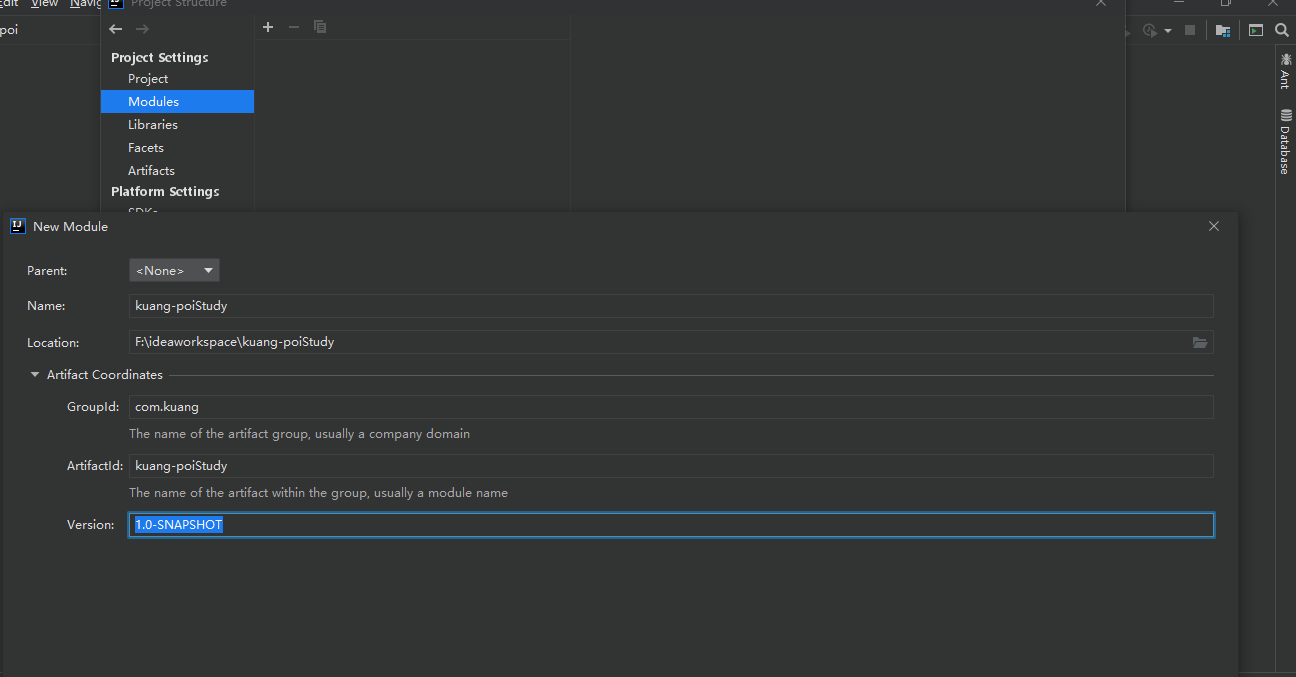 Edit View Navig
Project Structure
poi
Project Settings
Project
Modules
Libraries
Facets
Artifacts
Platform Settings
SDKs
Ant
Database
IJ New Module
Parent: <None>
Name: kuang-poiStudy
Location: F:\ideaworkspace\kuang-poiStudy
Artifact Coordinates
GroupId: com.kuang
The name of the artifact group, usually a company domain
ArtifactId: kuang-poiStudy
The name of the artifact within the group, usually a module name
Version: 1.0-SNAPSHOT